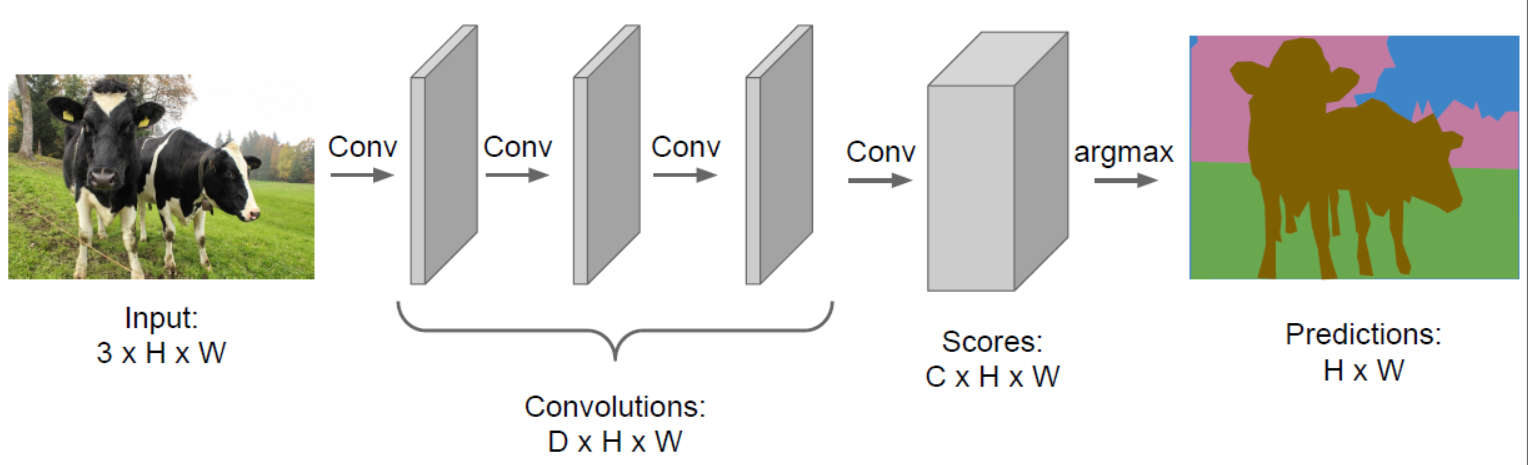 Conv
Conv
Conv
Conv
argmax
Input:
3 x H x W
Convolutions:
D x H x W
Scores:
C x H x W
Predictions:
H x W